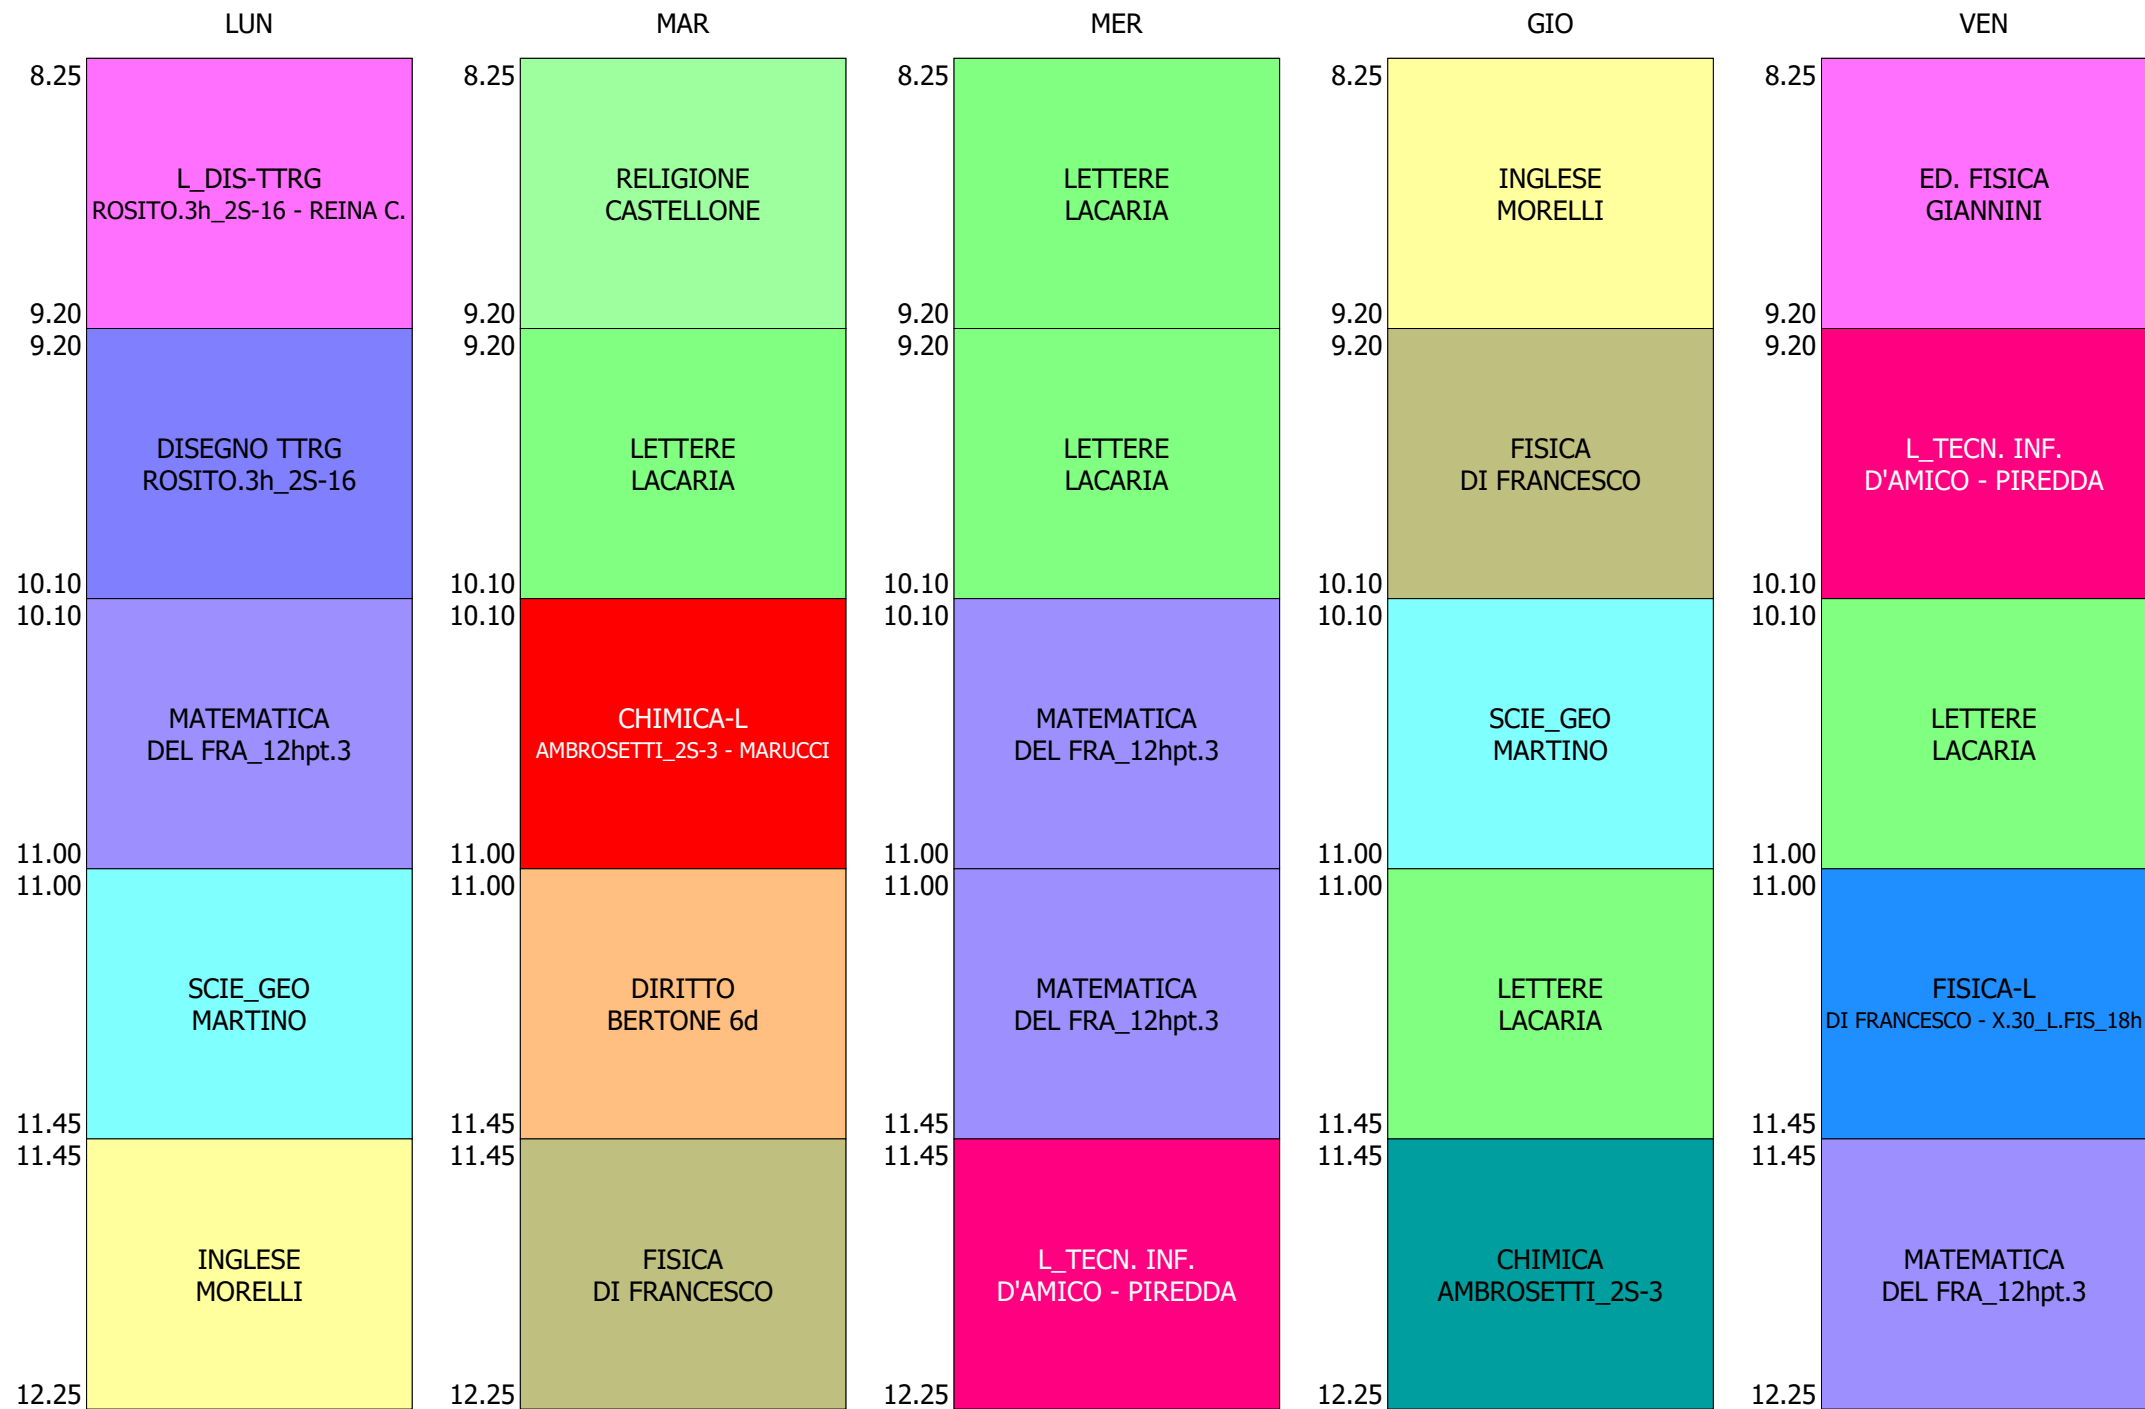 LUN
MAR
MER
GIO
VEN
8.25
L_DIS-TTRG
ROSITO.3h_2S-16 - REINA C.
9.20
8.25
RELIGIONE
CASTELLONE
9.20
8.25
LETTERE
LACARIA
9.20
8.25
INGLESE
MORELLI
9.20
8.25
ED. FISICA
GIANNINI
9.20
9.20
DISEGNO TTRG
ROSITO.3h_2S-16
10.10
9.20
LETTERE
LACARIA
10.10
9.20
LETTERE
LACARIA
10.10
9.20
FISICA
DI FRANCESCO
10.10
9.20
L_TECN. INF.
D'AMICO - PIREDDA
10.10
10.10
MATEMATICA
DEL FRA_12hpt.3
11.00
10.10
CHIMICA-L
AMBROSETTI_2S-3 - MARUCCI
11.00
10.10
MATEMATICA
DEL FRA_12hpt.3
11.00
10.10
SCIE_GEO
MARTINO
11.00
10.10
LETTERE
LACARIA
11.00
11.00
SCIE_GEO
MARTINO
11.45
11.00
DIRITTO
BERTONE 6d
11.45
11.00
MATEMATICA
DEL FRA_12hpt.3
11.45
11.00
LETTERE
LACARIA
11.45
11.00
FISICA-L
DI FRANCESCO - X.30_L.FIS_18h
11.45
11.45
INGLESE
MORELLI
12.25
11.45
FISICA
DI FRANCESCO
12.25
11.45
L_TECN. INF.
D'AMICO - PIREDDA
12.25
11.45
CHIMICA
AMBROSETTI_2S-3
12.25
11.45
MATEMATICA
DEL FRA_12hpt.3
12.25